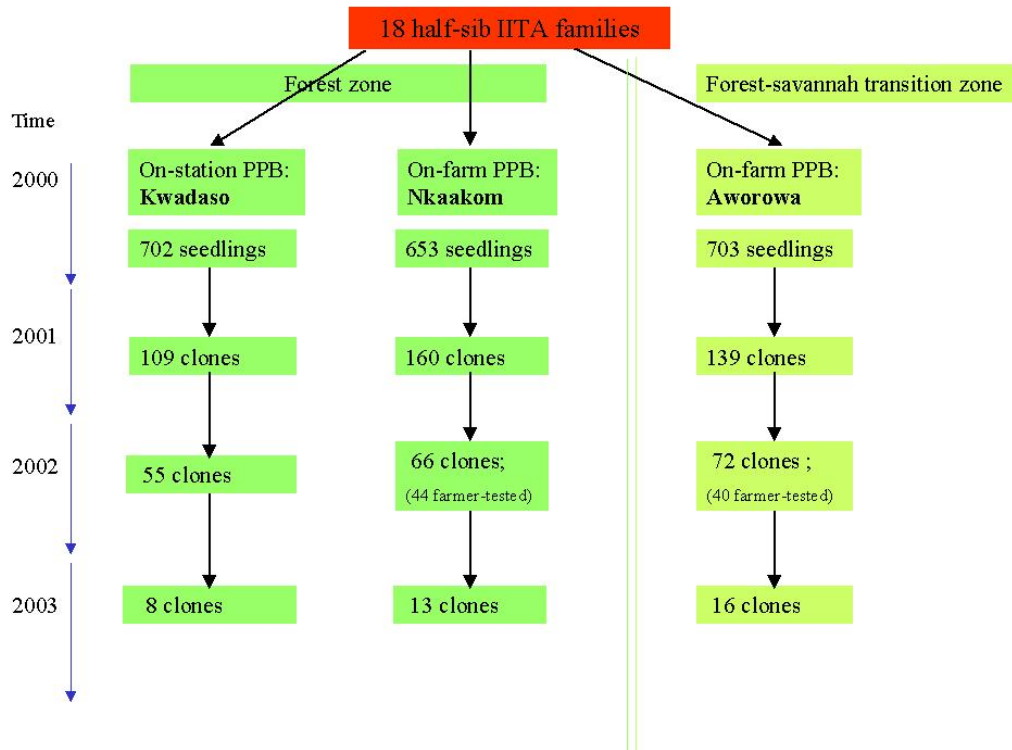 18 half-sib IITA families
Forest zone
Forest-savannah transition zone
Time
2000
On-station PPB:
Kwadaso
On-farm PPB:
Nkaakom
On-farm PPB:
Aworowa
702 seedlings
653 seedlings
703 seedlings
2001
109 clones
160 clones
139 clones
2002
55 clones
66 clones;
(44 farmer-tested)
72 clones ;
(40 farmer-tested)
2003
8 clones
13 clones
16 clones